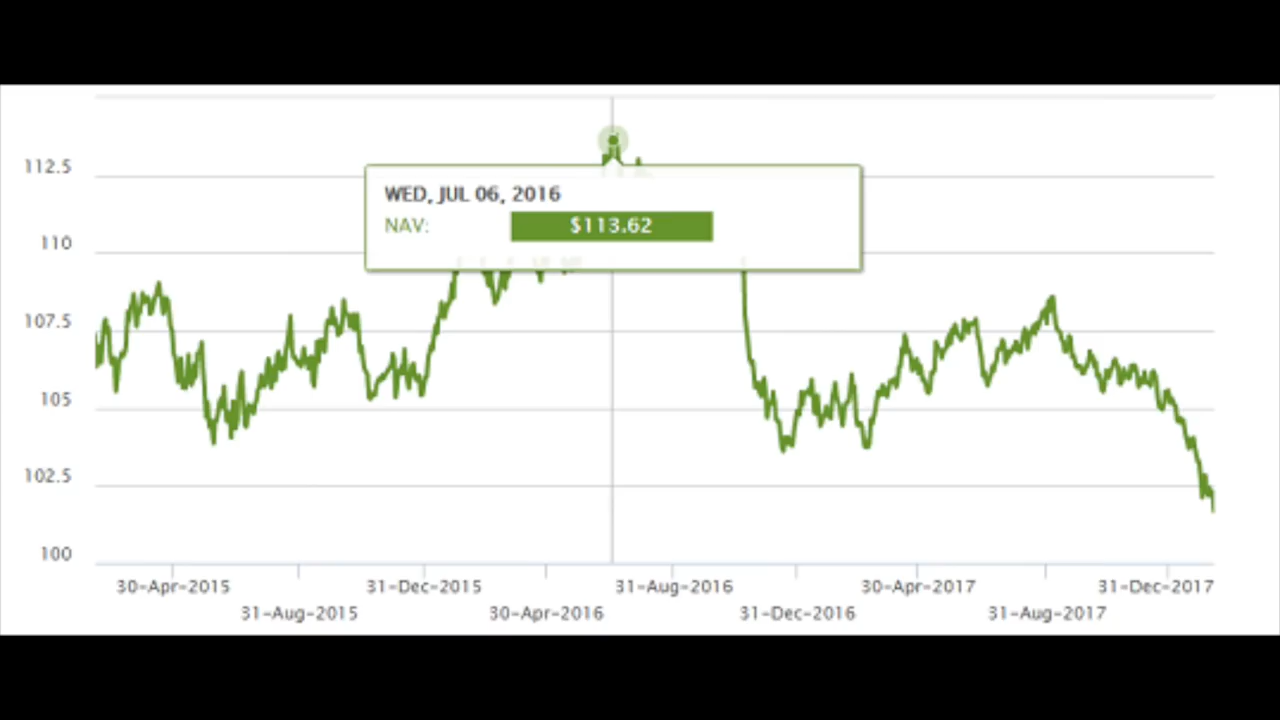 112.5
110
107.5
105
102.5
100
WED, JUL 06, 2016
NAV: $113.62
30-Apr-2015 31-Dec-2015 31-Aug-2016 30-Apr-2017 31-Dec-2017
31-Aug-2015 30-Apr-2016 31-Dec-2016 31-Aug-2017